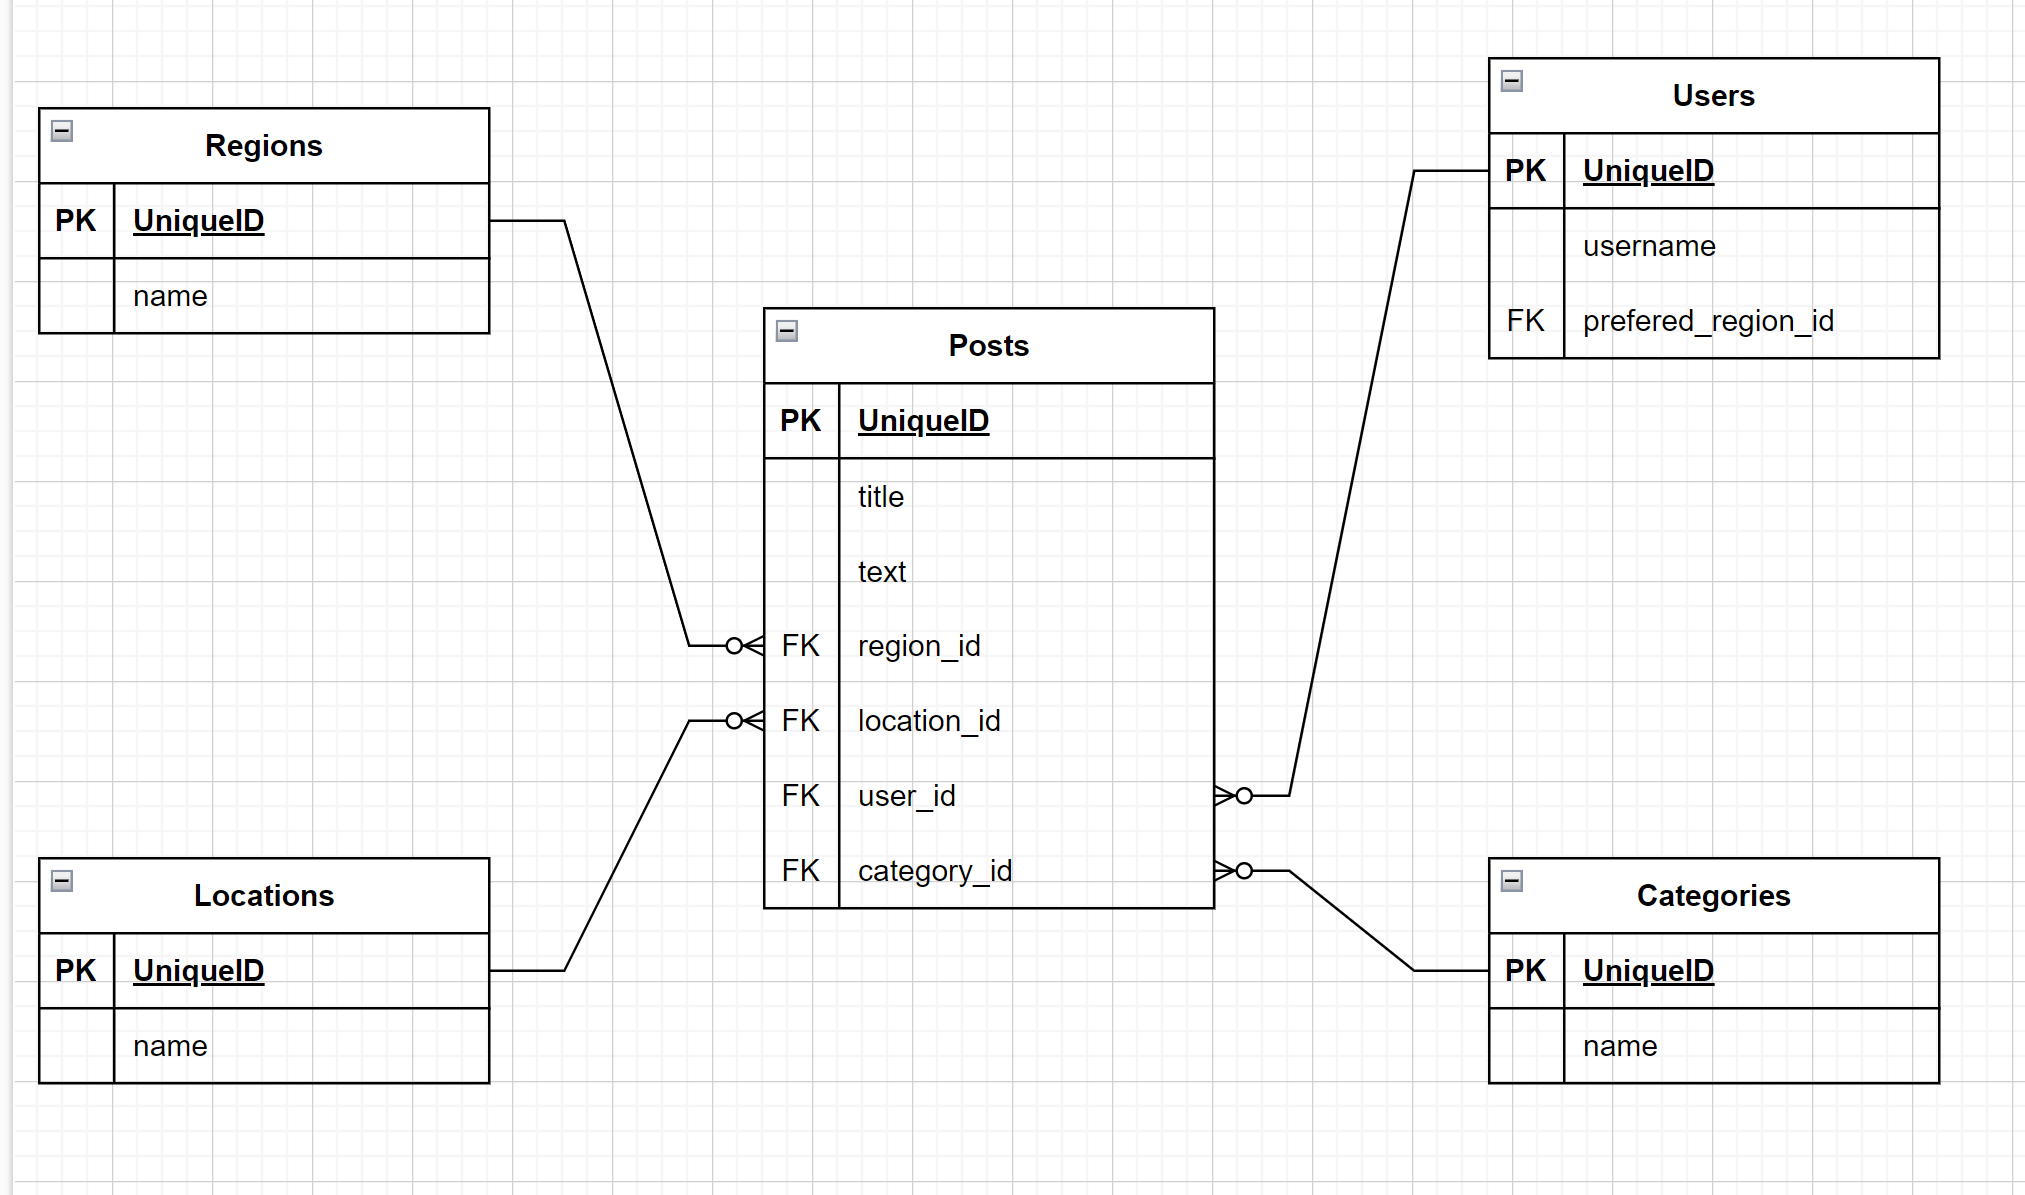 Regions
PK UniqueID
name
Users
PK UniqueID
username
FK prefered_region_id
Posts
PK UniqueID
title
text
FK region_id
FK location_id
FK user_id
FK category_id
Locations
PK UniqueID
name
Categories
PK UniqueID
name